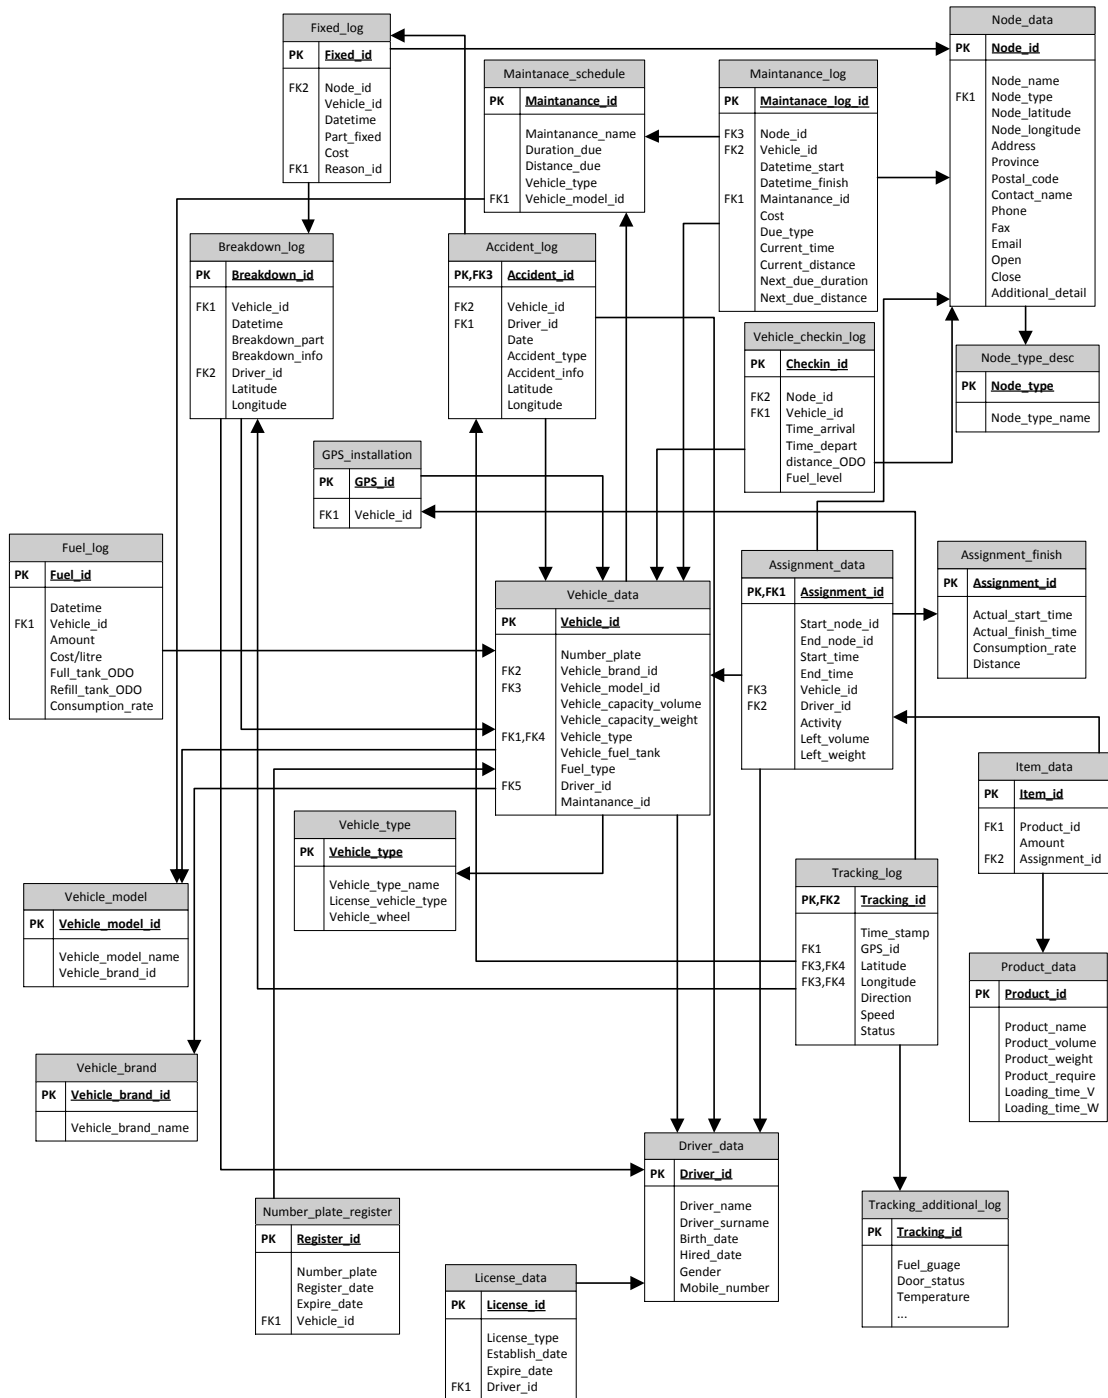 Fixed_log
PK Fixed_id
FK2 Node_id
Vehicle_id
Datetime
Part_fixed
Cost
FK1 Reason_id
Node_data
PK Node_id
Node_name
FK1 Node_type
Node_latitude
Node_longitude
Address
Province
Postal_code
Contact_name
Phone
Fax
Email
Open
Close
Additional_detail
Maintanace_schedule
PK Maintanance_id
Maintanance_name
Duration_due
Distance_due
Vehicle_type
FK1 Vehicle_model_id
Maintanance_log
PK Maintanace_log_id
FK3 Node_id
FK2 Vehicle_id
Datetime_start
Datetime_finish
FK1 Maintanance_id
Cost
Due_type
Current_time
Current_distance
Next_due_duration
Next_due_distance
Breakdown_log
PK Breakdown_id
FK1 Vehicle_id
Datetime
Breakdown_part
Breakdown_info
FK2 Driver_id
Latitude
Longitude
Accident_log
PK,FK3 Accident_id
FK2 Vehicle_id
FK1 Driver_id
Date
Accident_type
Accident_info
Latitude
Longitude
Vehicle_checkin_log
PK Checkin_id
FK2 Node_id
FK1 Vehicle_id
Time_arrival
Time_depart
distance_ODO
Fuel_level
Node_type_desc
PK Node_type
Node_type_name
GPS_installation
PK GPS_id
FK1 Vehicle_id
Fuel_log
PK Fuel_id
Datetime
FK1 Vehicle_id
Amount
Cost/litre
Full_tank_ODO
Refill_tank_ODO
Consumption_rate
Vehicle_data
PK Vehicle_id
Number_plate
FK2 Vehicle_brand_id
FK3 Vehicle_model_id
Vehicle_capacity_volume
Vehicle_capacity_weight
FK1,FK4 Vehicle_type
Vehicle_fuel_tank
Fuel_type
FK5 Driver_id
Maintanance_id
Assignment_data
PK,FK1 Assignment_id
Start_node_id
End_node_id
Start_time
End_time
FK3 Vehicle_id
FK2 Driver_id
Activity
Left_volume
Left_weight
Assignment_finish
PK Assignment_id
Actual_start_time
Actual_finish_time
Consumption_rate
Distance
Item_data
PK Item_id
FK1 Product_id
Amount
FK2 Assignment_id
Vehicle_type
PK Vehicle_type
Vehicle_type_name
License_vehicle_type
Vehicle_wheel
Tracking_log
PK,FK2 Tracking_id
Time_stamp
FK1 GPS_id
FK3,FK4 Latitude
FK3,FK4 Longitude
Direction
Speed
Status
Vehicle_model
PK Vehicle_model_id
Vehicle_model_name
Vehicle_brand_id
Product_data
PK Product_id
Product_name
Product_volume
Product_weight
Product_require
Loading_time_V
Loading_time_W
Vehicle_brand
PK Vehicle_brand_id
Vehicle_brand_name
Driver_data
PK Driver_id
Driver_name
Driver_surname
Birth_date
Hired_date
Gender
Mobile_number
Number_plate_register
PK Register_id
Number_plate
Register_date
Expire_date
FK1 Vehicle_id
Tracking_additional_log
PK Tracking_id
Fuel_guage
Door_status
Temperature
...
License_data
PK License_id
License_type
Establish_date
Expire_date
FK1 Driver_id